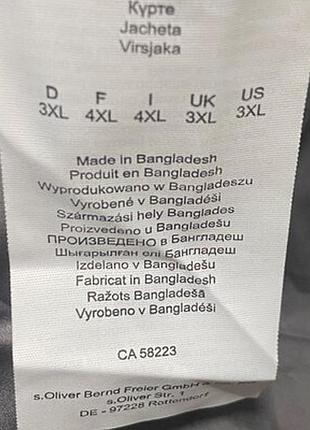 Курте
Jacheta
Virsjaka
D F I UK US
3XL 4XL 4XL 3XL 3XL
Made in Bangladesh
Produit en Bangladesh
Wyprodukowano w Bangladeszu
Vyrobené v Bangladéši
Származási hely Banglades
Proizvedeno u Bangladešu
ПРОИЗВЕДЕНО в Бангладеш
Шығарылған елі Бангладеш
Izdelano v Bangladešu
Fabricat in Bangladesh
Ražots Bangladešā
Vyrobeno v Bangladéši
CA 58223
s.Oliver Bernd Freier GmbH &
s.Oliver Str. 1
DE - 97228 Rottendorf